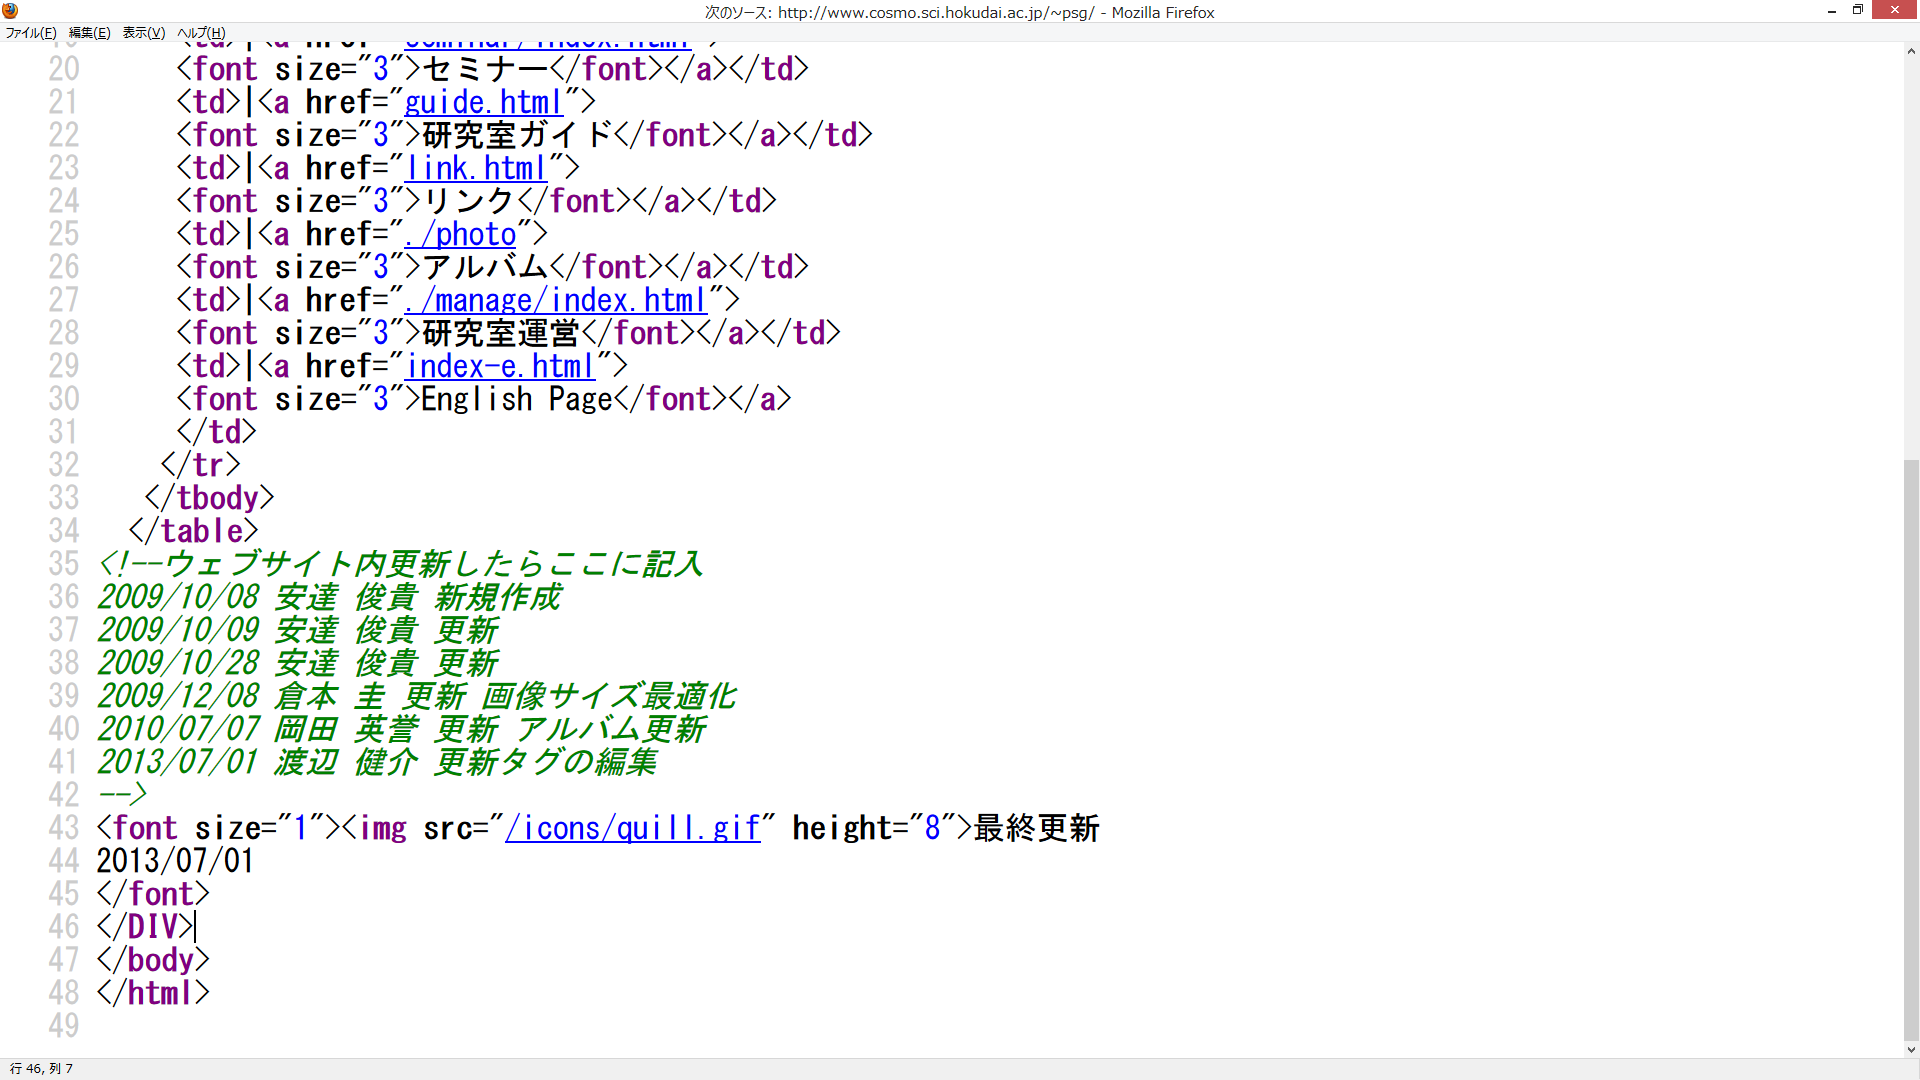 次のソース: http://www.cosmo.sci.hokudai.ac.jp/~psg/ - Mozilla Firefox
ファイル(F) 編集(E) 表示(V) ヘルプ(H)
19 <td>|<a href="seminar/index.html">
20 <font size="3">セミナー</font></a></td>
21 <td>|<a href="guide.html">
22 <font size="3">研究室ガイド</font></a></td>
23 <td>|<a href="link.html">
24 <font size="3">リンク</font></a></td>
25 <td>|<a href="./photo">
26 <font size="3">アルバム</font></a></td>
27 <td>|<a href="./manage/index.html">
28 <font size="3">研究室運営</font></a></td>
29 <td>|<a href="index-e.html">
30 <font size="3">English Page</font></a>
31 </td>
32 </tr>
33 </tbody>
34 </table>
35 <!--ウェブサイト内更新したらここに記入
36 2009/10/08 安達 俊貴 新規作成
37 2009/10/09 安達 俊貴 更新
38 2009/10/28 安達 俊貴 更新
39 2009/12/08 倉本 圭 更新 画像サイズ最適化
40 2010/07/07 岡田 英誉 更新 アルバム更新
41 2013/07/01 渡辺 健介 更新タグの編集
42 -->
43 <font size="1"><img src="/icons/quill.gif" height="8">最終更新
44 2013/07/01
45 </font>
46 </DIV>
47 </body>
48 </html>
49
行 46, 列 7